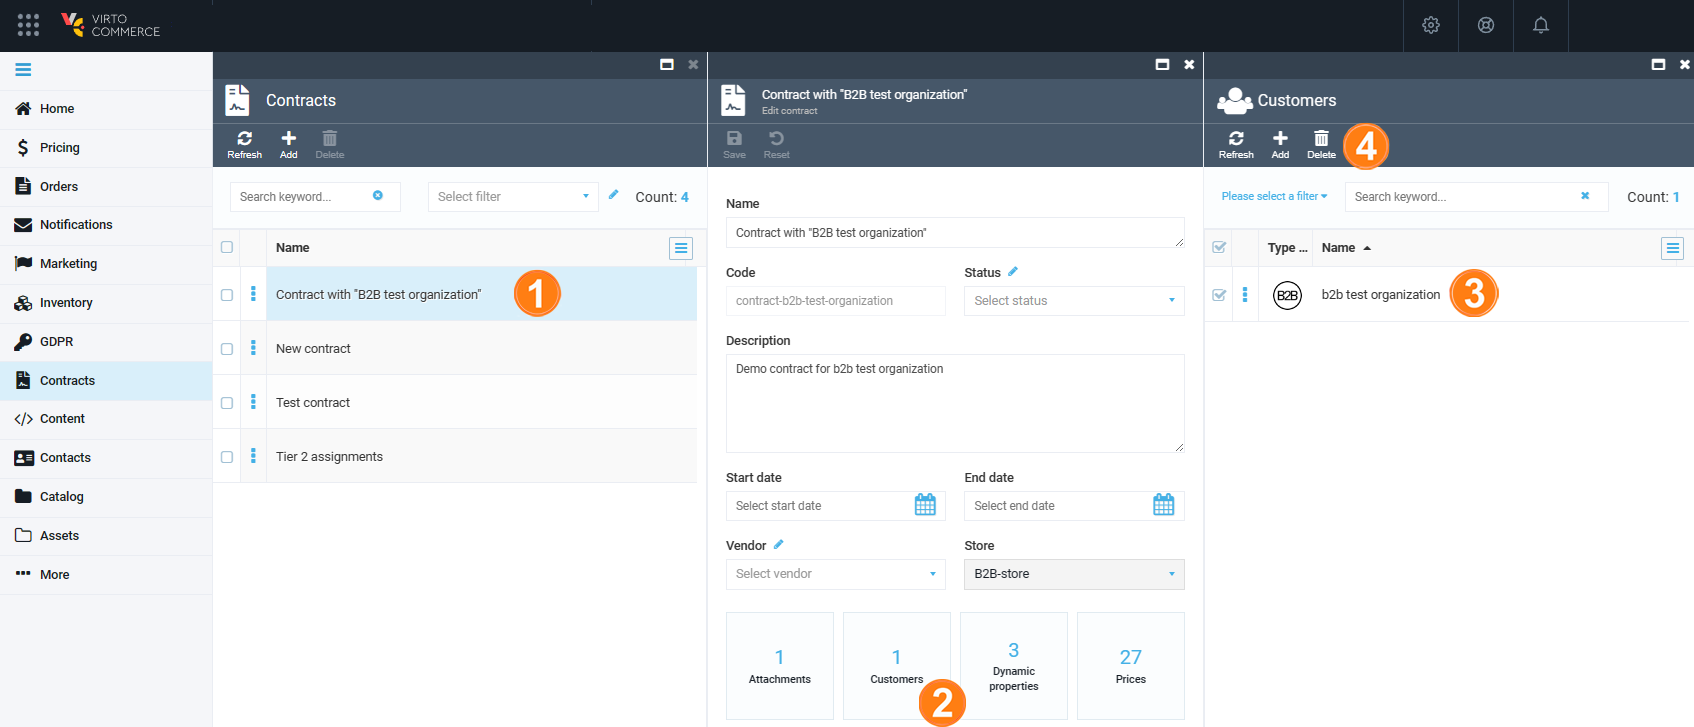 VIRTO
COMMERCE
Home
Pricing
Orders
Notifications
Marketing
Inventory
GDPR
Contracts
Content
Contacts
Catalog
Assets
More
Contracts
Refresh
Add
Delete
Search keyword...
Select filter
Count: 4
Name
Contract with "B2B test organization"
1
New contract
Test contract
Tier 2 assignments
Contract with "B2B test organization"
Edit contract
Save
Reset
Name
Contract with "B2B test organization"
Code
Status
contract-b2b-test-organization
Select status
Description
Demo contract for b2b test organization
Start date
End date
Select start date
Select end date
Vendor
Store
Select vendor
B2B-store
1
Attachments
1
Customers
2
3
Dynamic
properties
27
Prices
Customers
Refresh
Add
Delete
4
Please select a filter
Search keyword...
Count: 1
Type ...
Name
B2B
b2b test organization
3